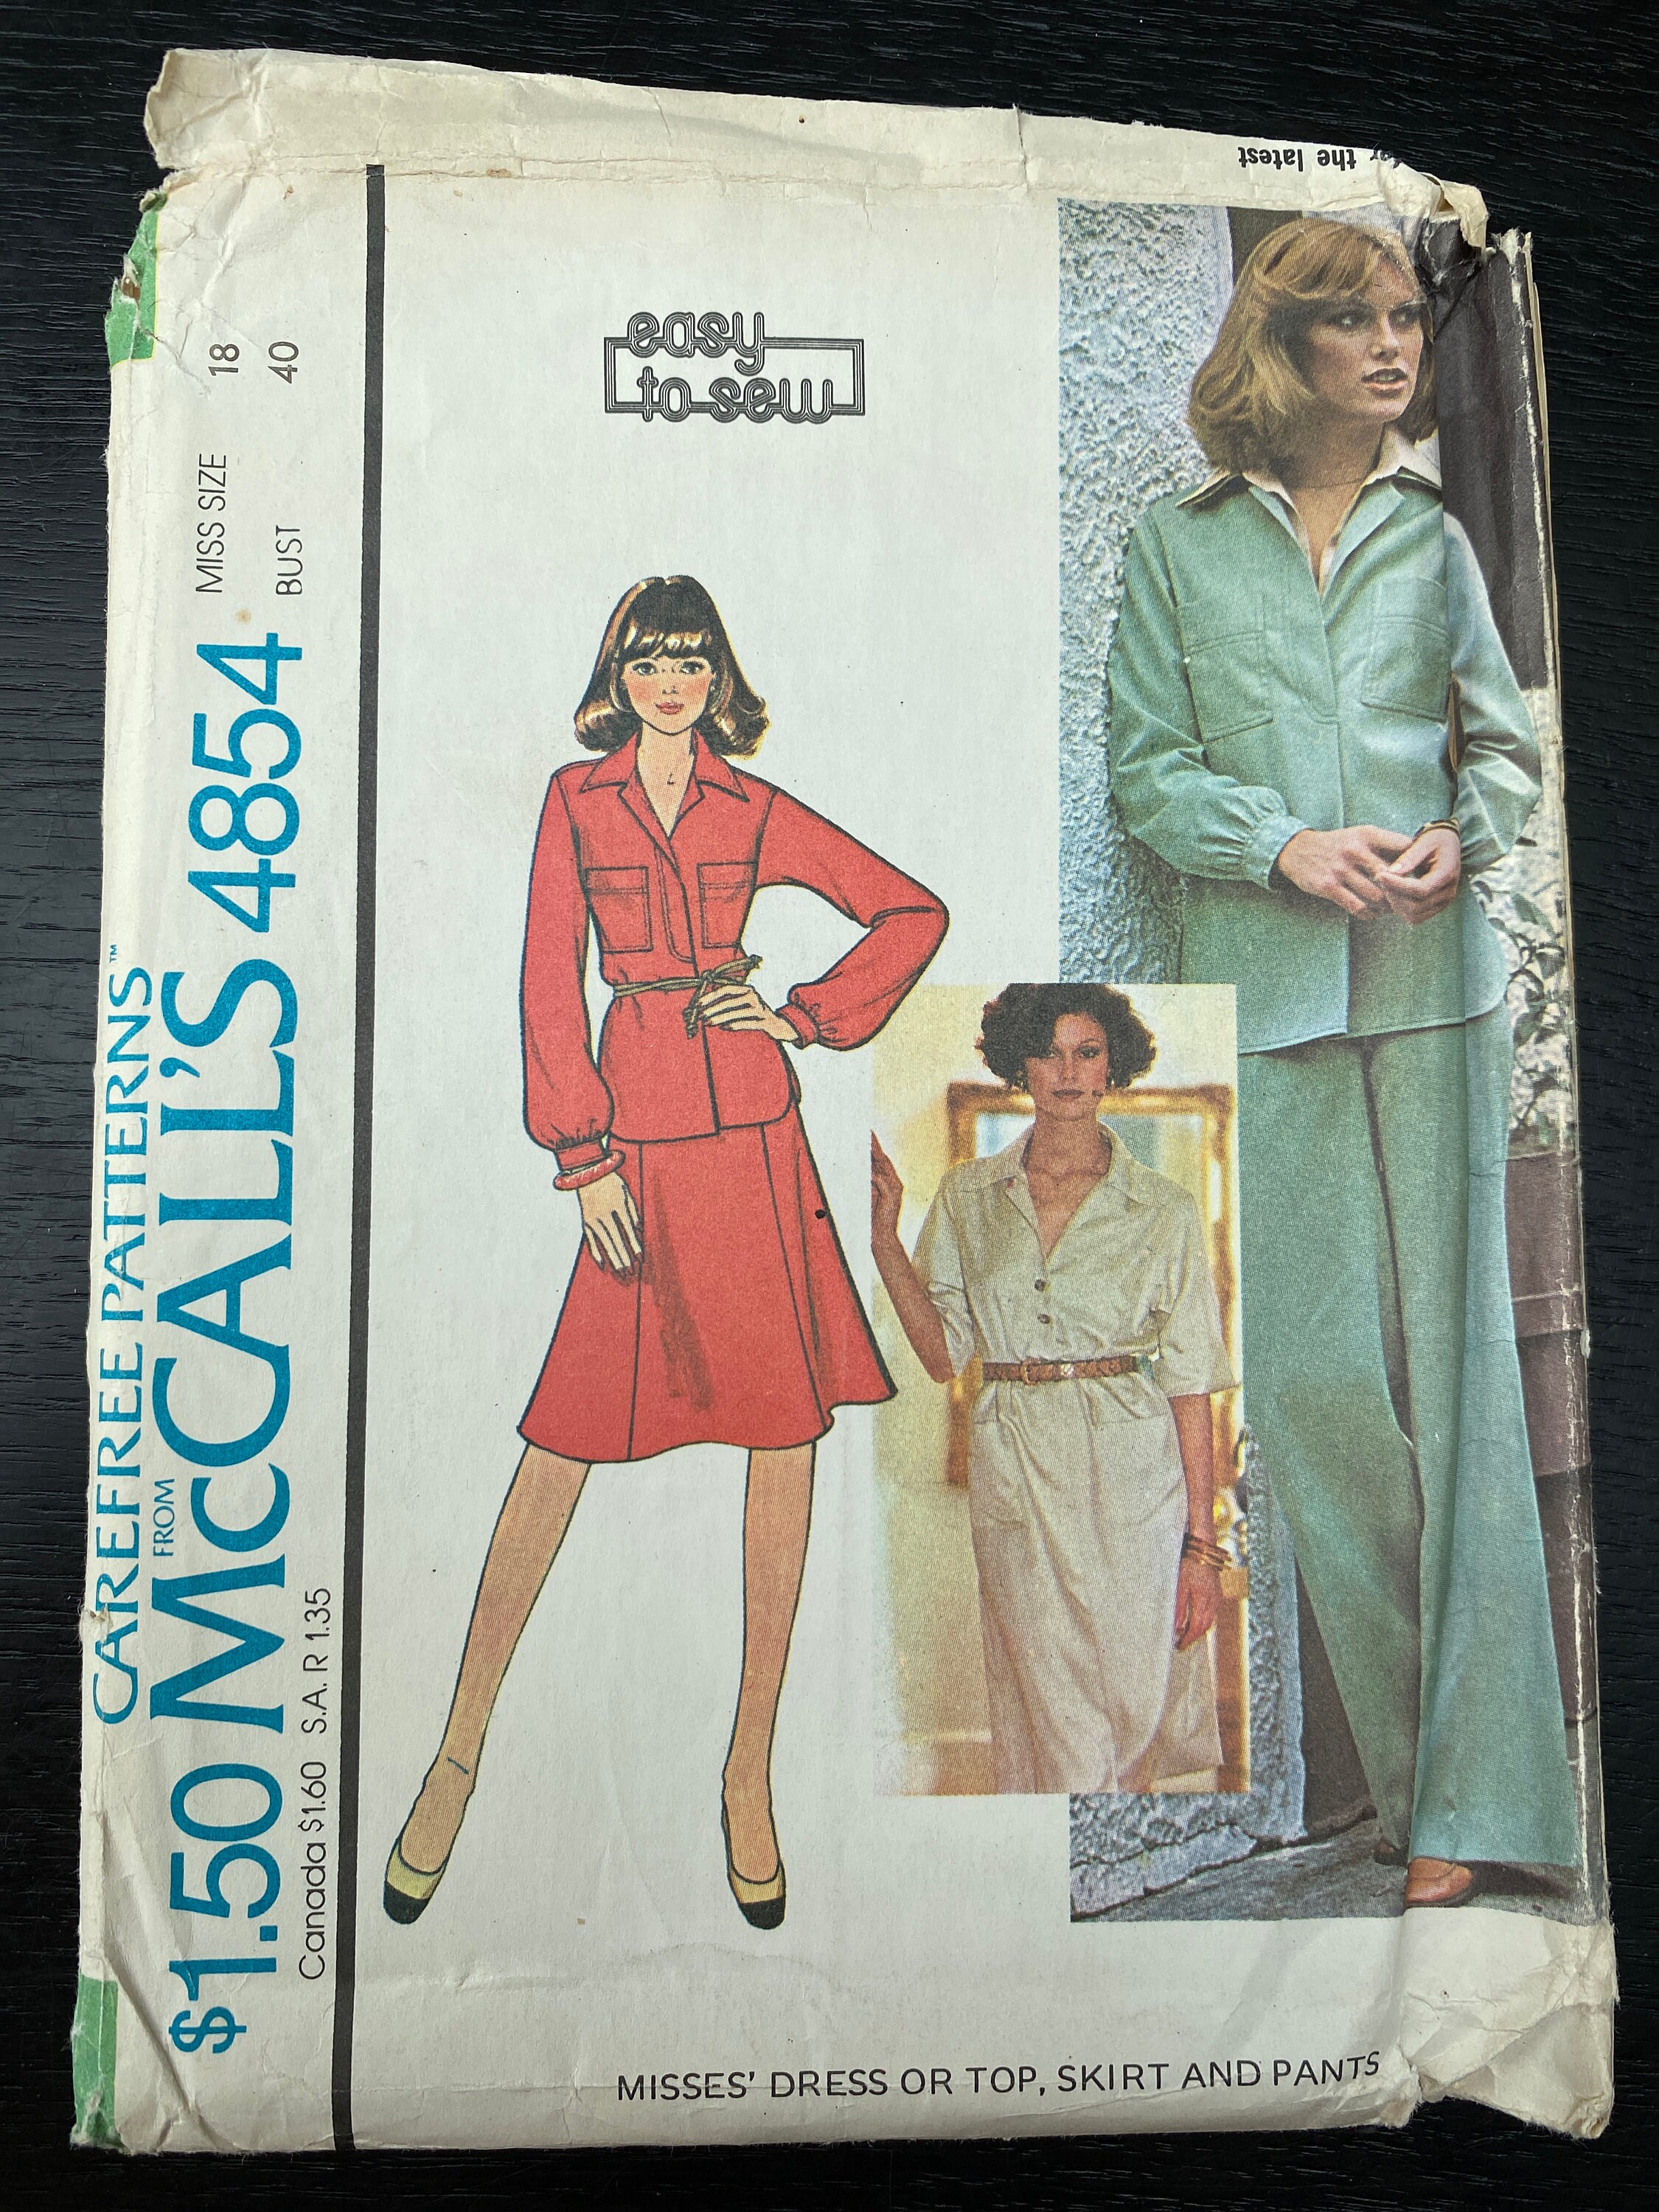 for the latest
MISS SIZE 18
BUST 40
CAREFREE PATTERNS™
FROM
$1.50 McCALL'S 4854
Canada $1.60 S.A. R 1.35
easy
to sew
MISSES' DRESS OR TOP, SKIRT AND PANTS